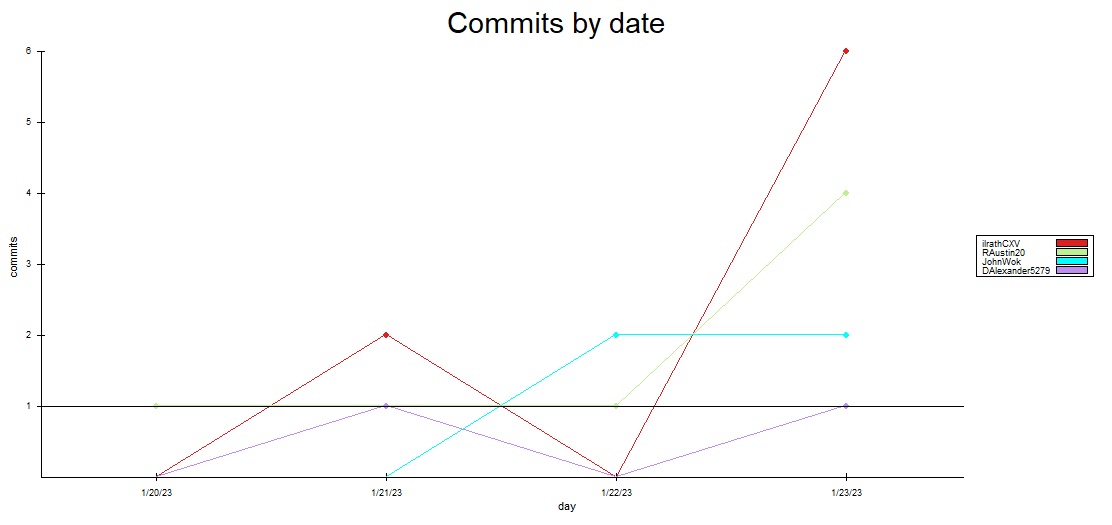 Commits by date
6
5
4
3
2
1
commits
1/20/23
1/21/23
1/22/23
1/23/23
day
ilrathCXV
RAustin20
JohnWok
DAlexander5279